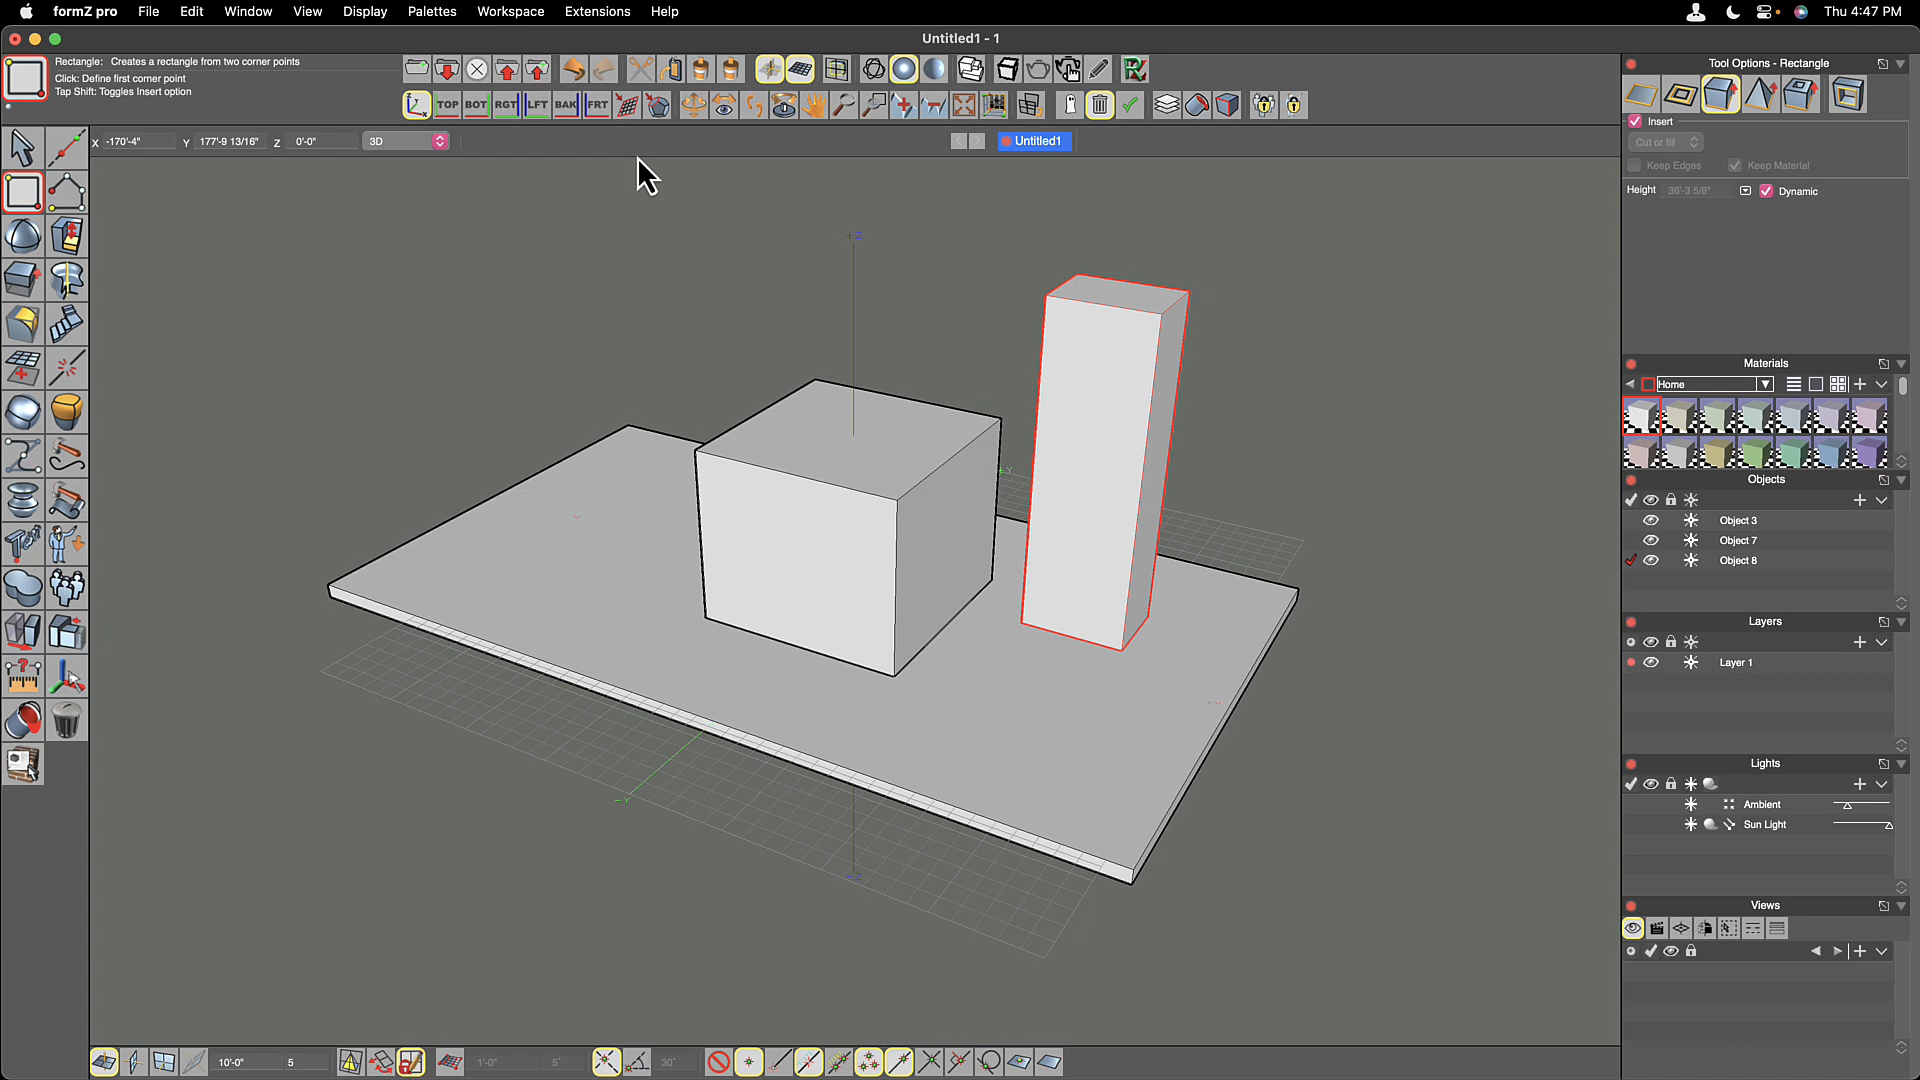 formZ pro File Edit Window View Display Palettes Workspace Extensions Help Thu 4:47 PM
Untitled1 - 1
Rectangle: Creates a rectangle from two corner points
Click: Define first corner point
Tap Shift: Toggles Insert option
TOP BOT RGT LFT BAK FRT
X -170'-4" Y 177'-9 13/16" Z 0'-0" 3D
Untitled1
Tool Options - Rectangle
Insert
Cut or fill
Keep Edges Keep Material
Height 36'-3 5/8" Dynamic
+Z
-Y
-Z
Materials
Home
Objects
Object 3
Object 7
Object 8
Layers
Layer 1
Lights
Ambient
Sun Light
Views
10'-0" 5 1'-0" 5° 30°